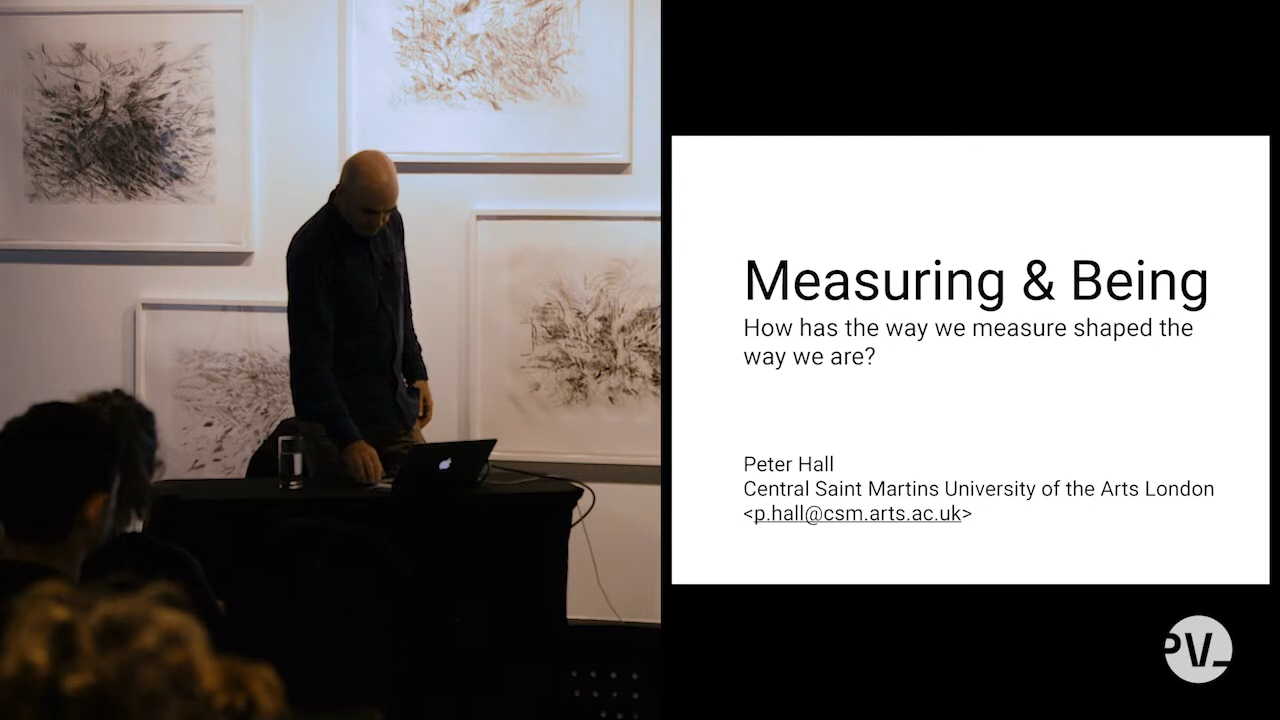 Measuring & Being
How has the way we measure shaped the
way we are?
Peter Hall
Central Saint Martins University of the Arts London
<p.hall@csm.arts.ac.uk>
PV_